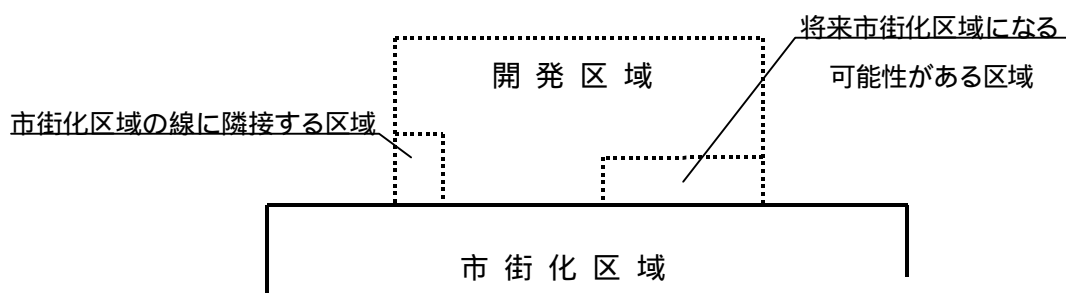 将来市街化区域になる
可能性がある区域
開発区域
市街化区域の線に隣接する区域
市街化区域